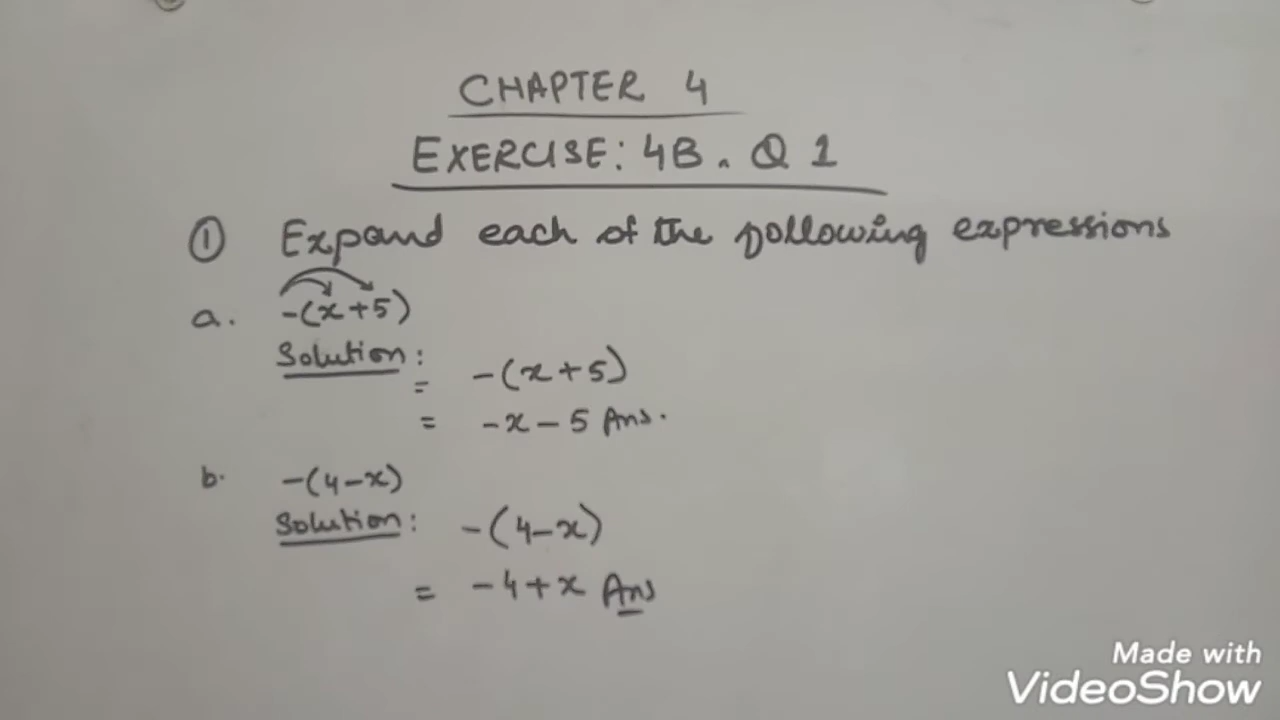 CHAPTER 4
EXERCISE: 4B. Q 1
① Expand each of the following expressions
a. -(x+5)
Solution:
= -(x+5)
= -x-5 Ans.
b. -(4-x)
Solution: -(4-x)
= -4+x Ans
Made with
VideoShow